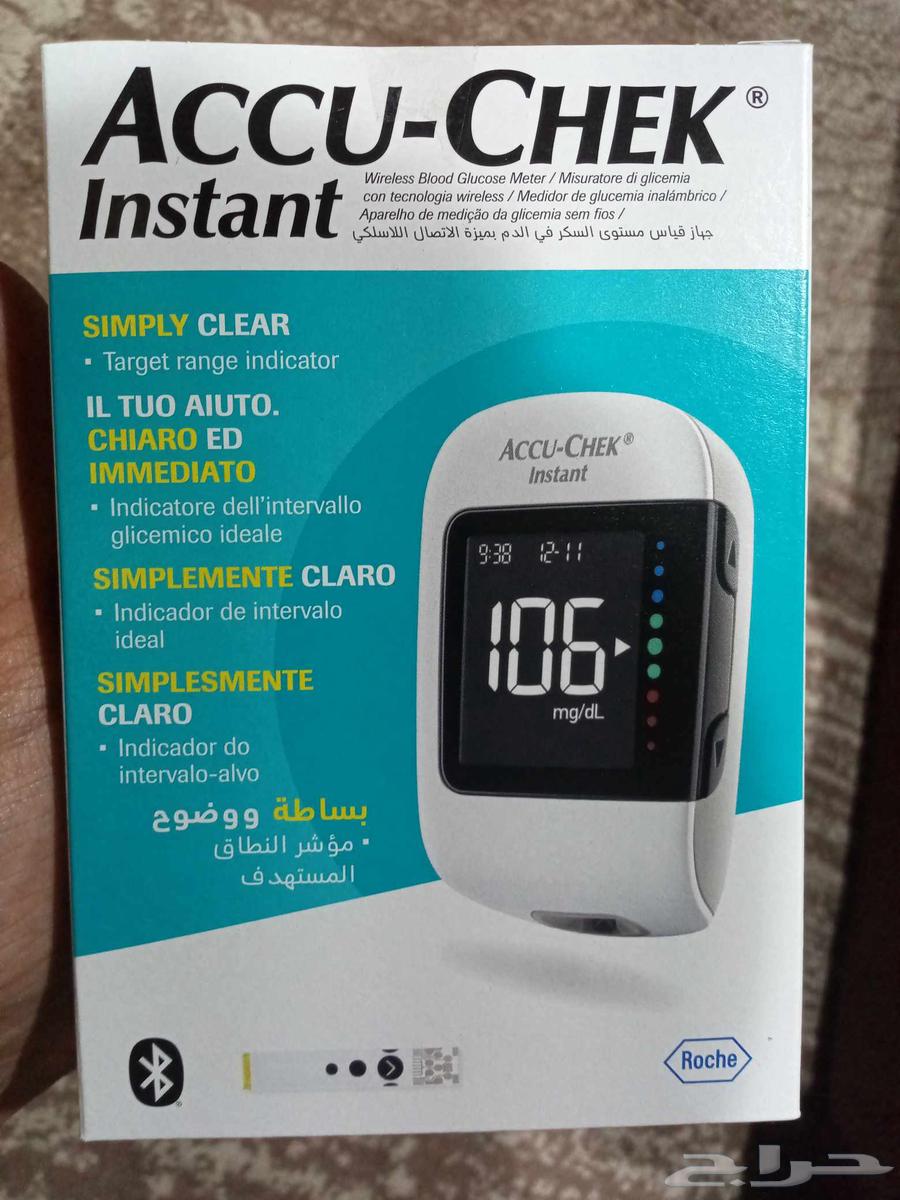 ACCU-CHEK®
Instant
Wireless Blood Glucose Meter / Misuratore di glicemia
con tecnologia wireless / Medidor de glucemia inalámbrico /
Aparelho de medição da glicemia sem fios /
جهاز قياس مستوى السكر في الدم بميزة الاتصال اللاسلكي
SIMPLY CLEAR
▪ Target range indicator
IL TUO AIUTO.
CHIARO ED
IMMEDIATO
▪ Indicatore dell'intervallo
glicemico ideale
SIMPLEMENTE CLARO
▪ Indicador de intervalo
ideal
SIMPLESMENTE
CLARO
▪ Indicador do
intervalo-alvo
بساطة ووضوح
▪ مؤشر النطاق
المستهدف
ACCU-CHEK®
Instant
9:38 12-11
106
mg/dL
Roche
حراج